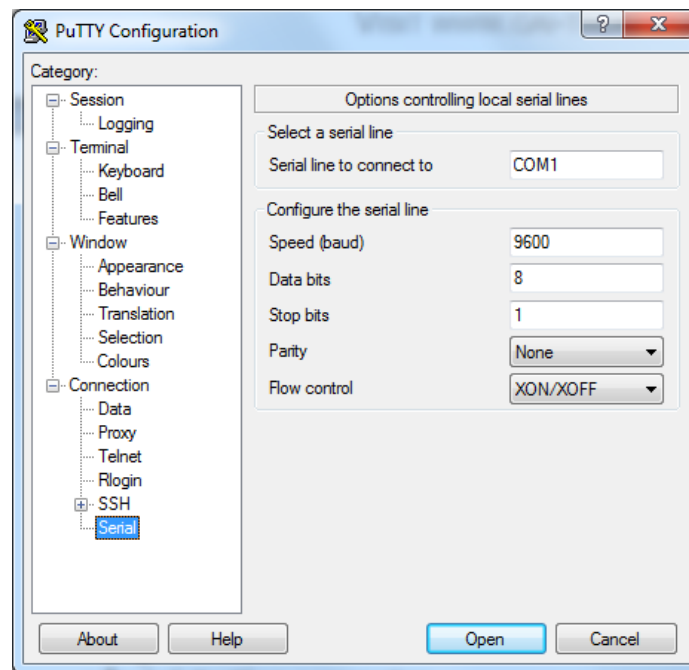 PuTTY Configuration
Category:
Session
Logging
Terminal
Keyboard
Bell
Features
Window
Appearance
Behaviour
Translation
Selection
Colours
Connection
Data
Proxy
Telnet
Rlogin
SSH
Serial
Options controlling local serial lines
Select a serial line
Serial line to connect to COM1
Configure the serial line
Speed (baud) 9600
Data bits 8
Stop bits 1
Parity None
Flow control XON/XOFF
About Help Open Cancel